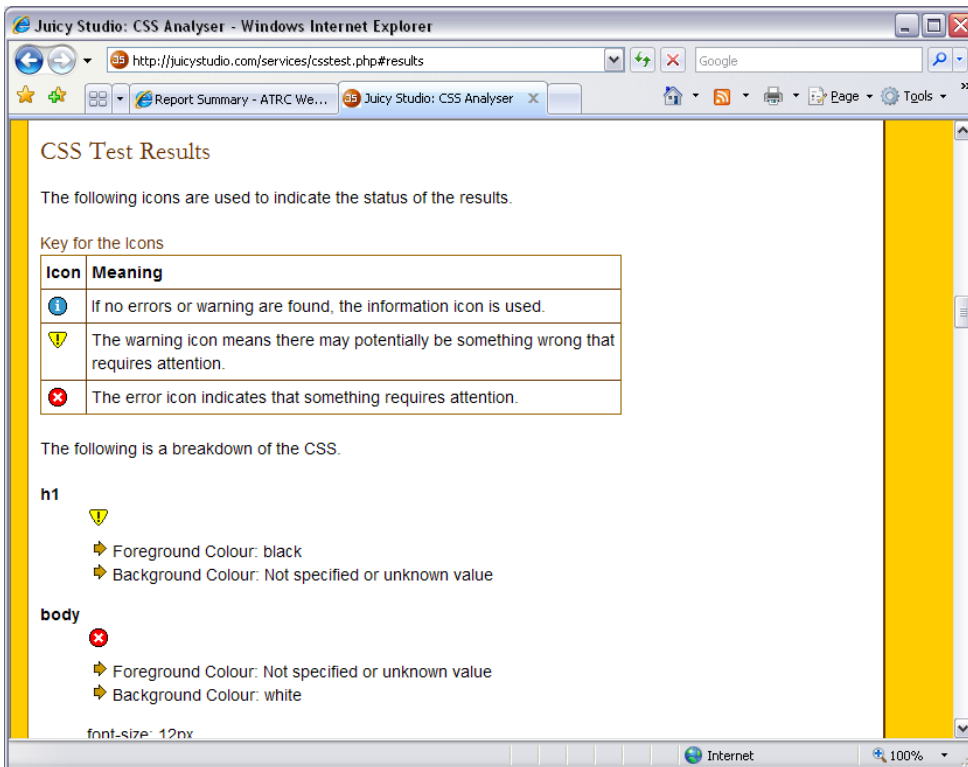 Juicy Studio: CSS Analyser - Windows Internet Explorer
http://juicystudio.com/services/csstest.php#results
Google
Report Summary - ATRC We...
Juicy Studio: CSS Analyser
Page
Tools
CSS Test Results
The following icons are used to indicate the status of the results.
Key for the Icons
Icon Meaning
If no errors or warning are found, the information icon is used.
The warning icon means there may potentially be something wrong that
requires attention.
The error icon indicates that something requires attention.
The following is a breakdown of the CSS.
h1
Foreground Colour: black
Background Colour: Not specified or unknown value
body
Foreground Colour: Not specified or unknown value
Background Colour: white
font-size: 12px
Internet
100%